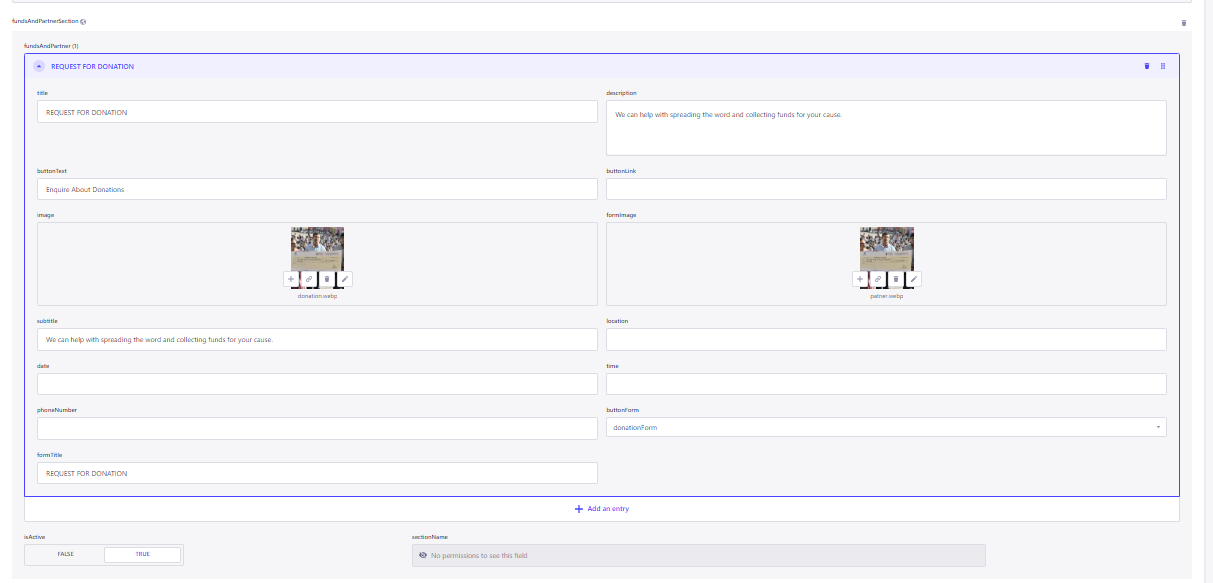 fundsAndPartnerSection
fundsAndPartner (1)
REQUEST FOR DONATION
title
description
REQUEST FOR DONATION
We can help with spreading the word and collecting funds for your cause.
buttonText
buttonLink
Enquire About Donations
image
formImage
donation.webp
patner.webp
subtitle
location
We can help with spreading the word and collecting funds for your cause.
date
time
phoneNumber
buttonForm
donationForm
formTitle
REQUEST FOR DONATION
Add an entry
isActive
sectionName
FALSE
TRUE
No permissions to see this field